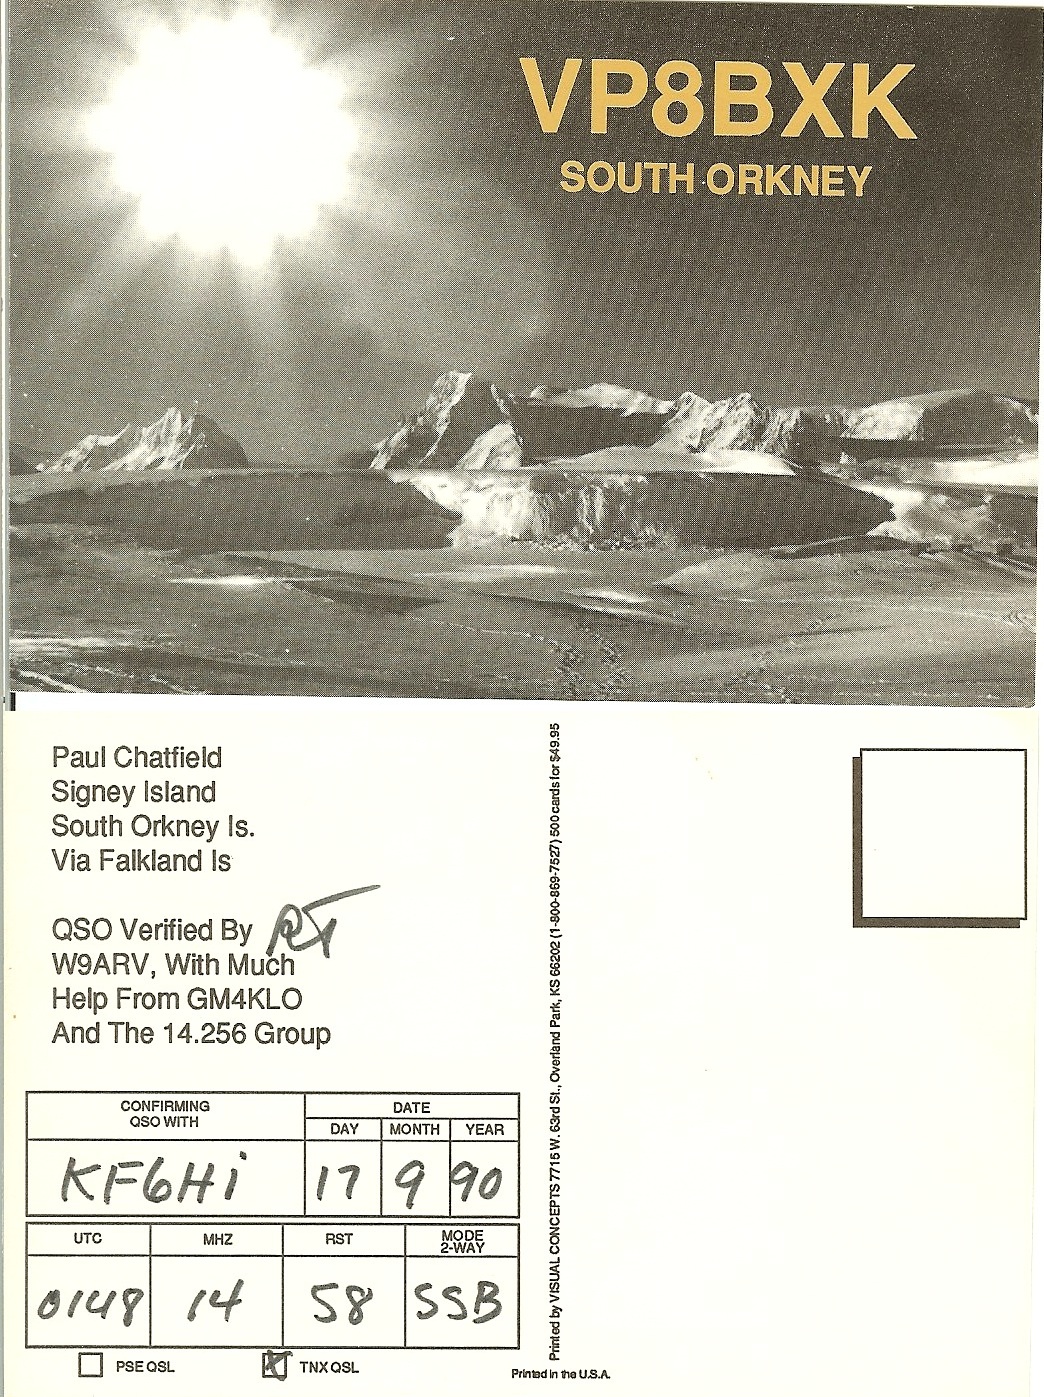 VP8BXK
SOUTH ORKNEY
Paul Chatfield
Signey Island
South Orkney Is.
Via Falkland Is
QSO Verified By
W9ARV, With Much
Help From GM4KLO
And The 14.256 Group
CONFIRMING
QSO WITH
DATE
DAY MONTH YEAR
KF6Hi 17 9 90
UTC MHZ RST MODE
2-WAY
0148 14 58 SSB
PSE QSL TNX QSL
Printed by VISUAL CONCEPTS 7715 W. 63rd St., Overland Park, KS 66202 (1-800-869-7527) 500 cards for $49.95
Printed in the U.S.A.